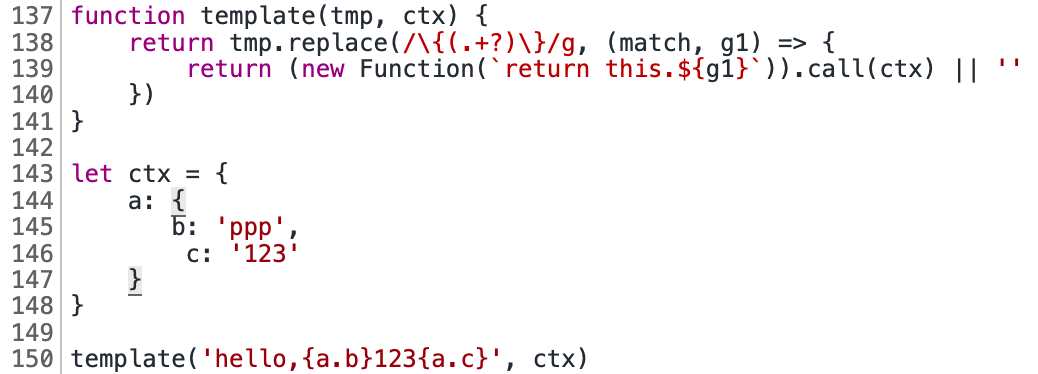 137 function template(tmp, ctx) {
138     return tmp.replace(/\{(.+?)\}/g, (match, g1) => {
139         return (new Function(`return this.${g1}`)).call(ctx) || ''
140     })
141 }
142
143 let ctx = {
144     a: {
145        b: 'ppp',
146         c: '123'
147     }
148 }
149
150 template('hello,{a.b}123{a.c}', ctx)